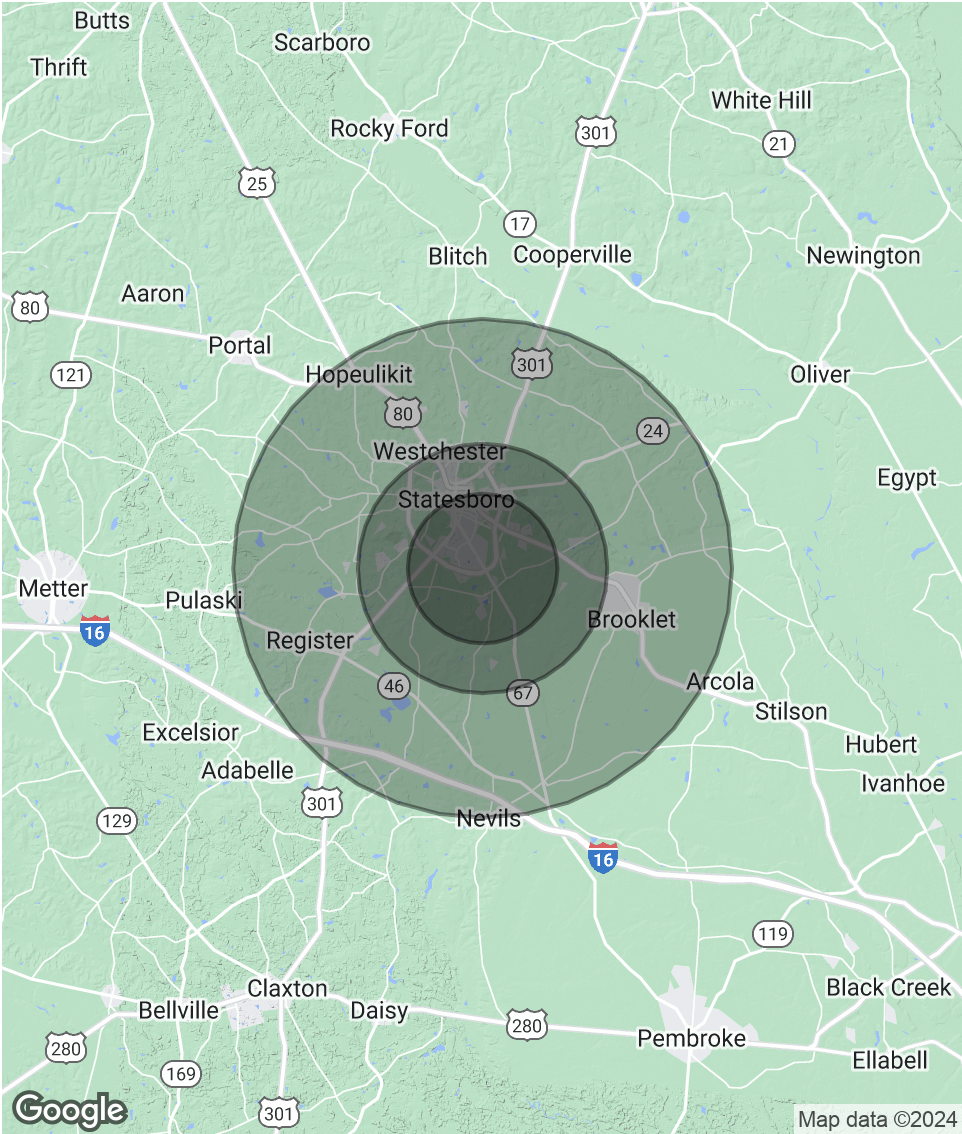 Butts
Scarboro
Thrift
White Hill
Rocky Ford
301
21
25
17
Blitch
Cooperville
Newington
Aaron
80
Portal
301
121
Hopeulikit
Oliver
80
24
Westchester
Egypt
Statesboro
Metter
Pulaski
16
Brooklet
Register
46
67
Arcola
Stilson
Excelsior
Hubert
Adabelle
Ivanhoe
301
129
Nevils
16
119
Claxton
Black Creek
Bellville
Daisy
280
Pembroke
280
Ellabell
169
Google
301
Map data ©2024